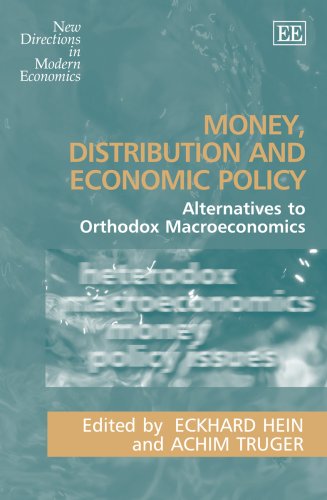 New
Directions
in
Modern
Economics
EE
MONEY,
DISTRIBUTION AND
ECONOMIC POLICY
Alternatives to
Orthodox Macroeconomics
heterodox
macroeconomics
money
policy issues
Edited by ECKHARD HEIN
and ACHIM TRUGER